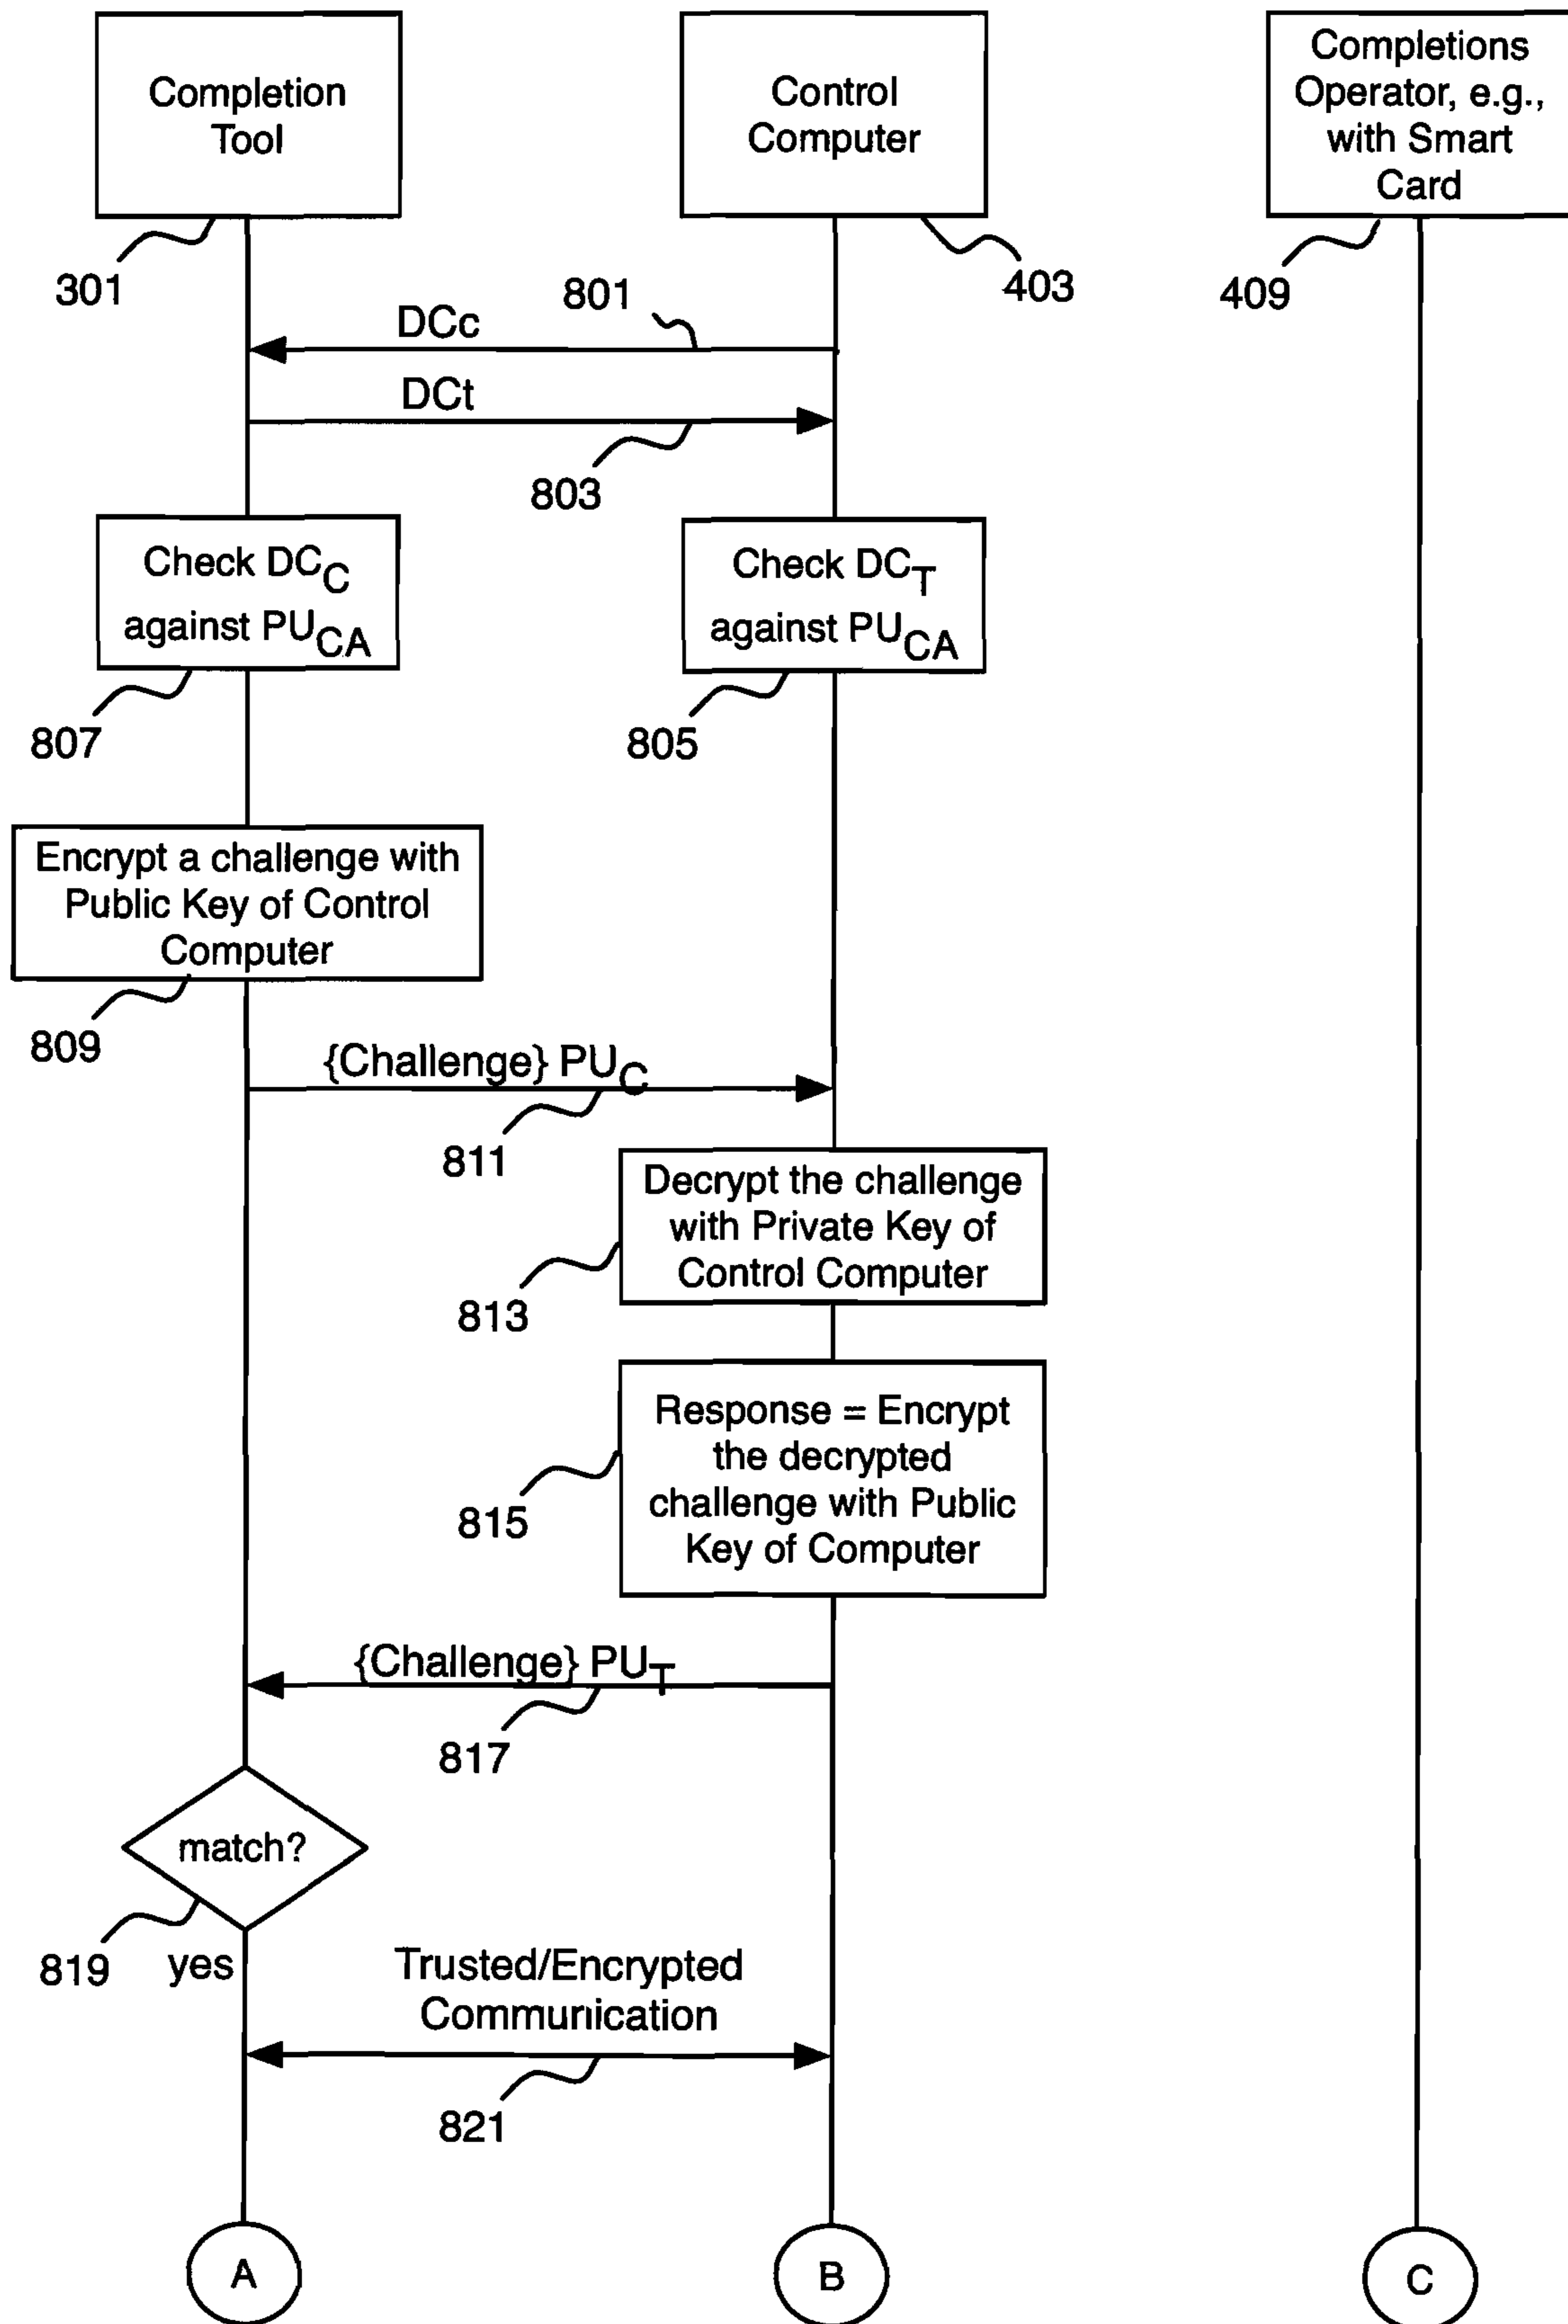 Completion
Tool
Control
Computer
Completions
Operator, e.g.,
with Smart
Card
301
403
409
801
DCc
DCt
803
Check DCC
against PUCA
Check DCT
against PUCA
807
805
Encrypt a challenge with
Public Key of Control
Computer
809
{Challenge} PUC
811
Decrypt the challenge
with Private Key of
Control Computer
813
Response = Encrypt
the decrypted
challenge with Public
Key of Computer
815
{Challenge} PUT
817
match?
819
yes
Trusted/Encrypted
Communication
821
A
B
C